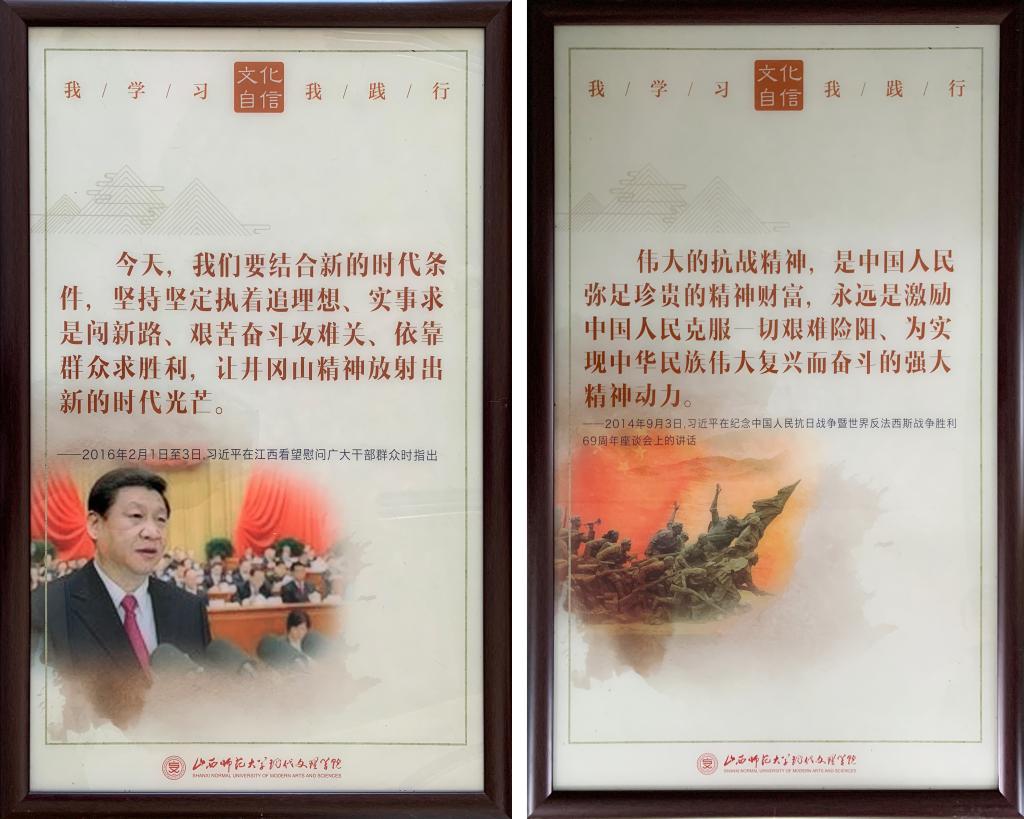 我/学/习
文化
自信
我/践/行
今天，我们要结合新的时代条
件，坚持坚定执着追理想、实事求
是闯新路、艰苦奋斗攻难关、依靠
群众求胜利，让井冈山精神放射出
新的时代光芒。
——2016年2月1日至3日,习近平在江西看望慰问广大干部群众时指出
山西师范大学现代文理学院
SHANXI NORMAL UNIVERSITY OF MODERN ARTS AND SCIENCES
我/学/习
文化
自信
我/践/行
伟大的抗战精神，是中国人民
弥足珍贵的精神财富，永远是激励
中国人民克服一切艰难险阻、为实
现中华民族伟大复兴而奋斗的强大
精神动力。
——2014年9月3日,习近平在纪念中国人民抗日战争暨世界反法西斯战争胜利
69周年座谈会上的讲话
山西师范大学现代文理学院
SHANXI NORMAL UNIVERSITY OF MODERN ARTS AND SCIENCES